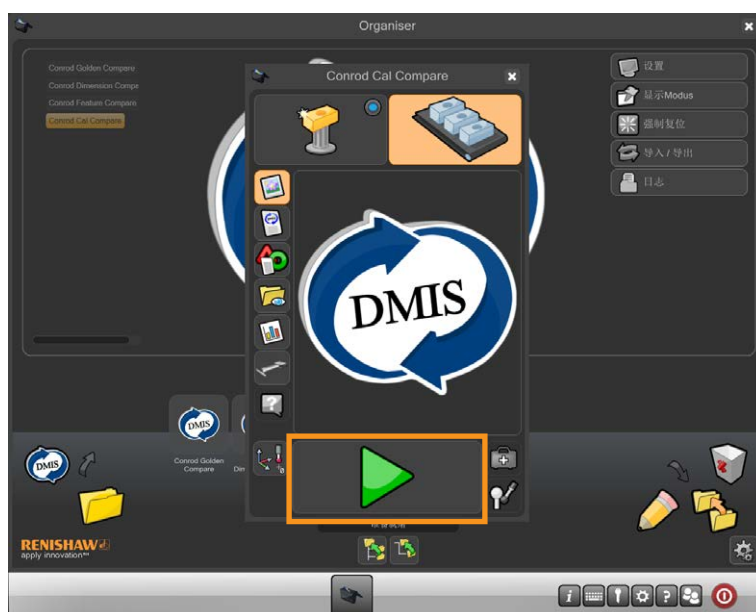 Organiser
Conrod Golden Compare
Conrod Dimension Compa
Conrod Feature Compare
Conrod Cal Compare
设置
显示Modus
强制复位
导入 / 导出
日志
Conrod Cal Compare
DMIS
DMIS
Conrod Golden
Compare
DMIS
RENISHAW
apply innovation™